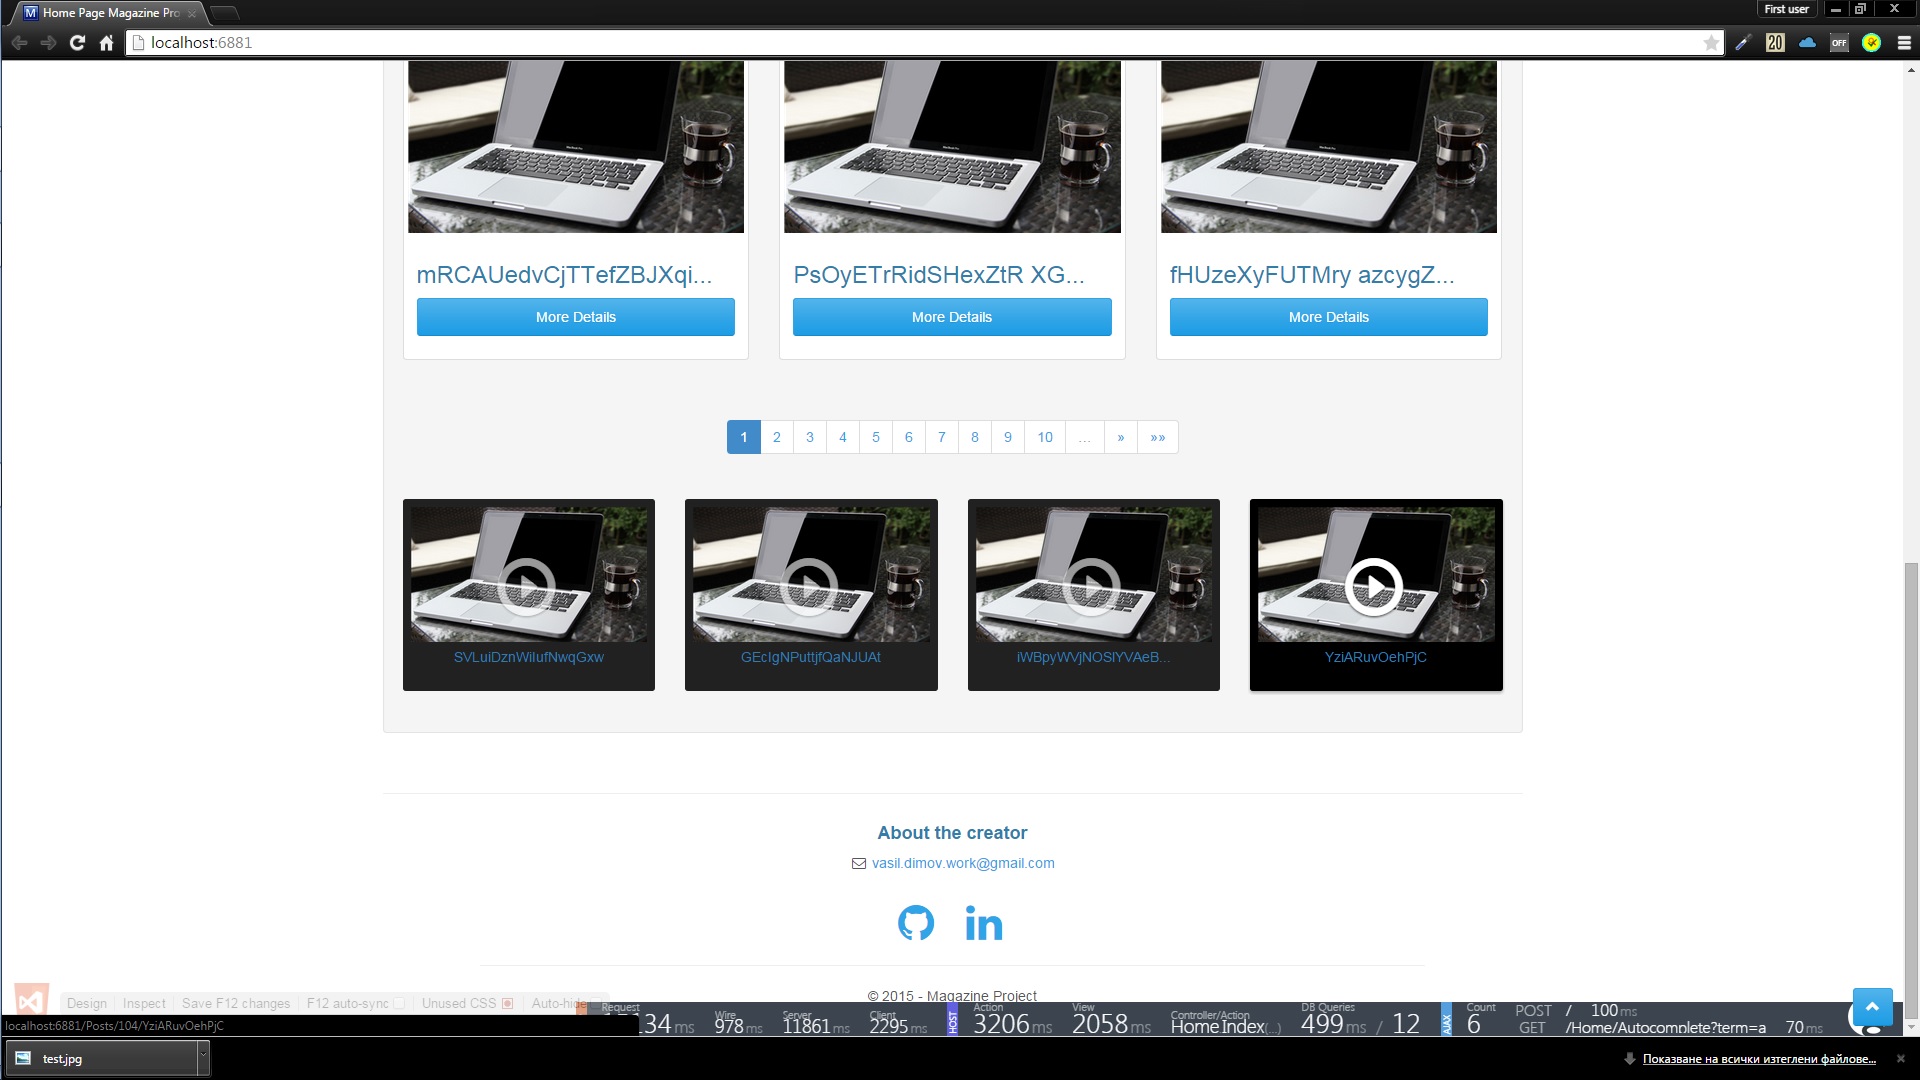 Home Page Magazine Pro
First user
localhost:6881
20
OFF
mRCAUedvCjTTefZBJXqi...
PsOyETrRidSHexZtR XG...
fHUzeXyFUTMry azcygZ...
More Details
More Details
More Details
1 2 3 4 5 6 7 8 9 10 ... » »»
SVLuiDznWiIufNwqGxw
GEcIgNPuttjfQaNJUAt
iWBpyWVjNOSIYVAeB...
YziARuvOehPjC
About the creator
vasil.dimov.work@gmail.com
© 2015 - Magazine Project
Design Inspect Save F12 changes F12 auto-sync Unused CSS Auto-hide
Request 34 ms
Wire 978 ms
Server 11861 ms
Client 2295 ms
HOST
Action 3206 ms
View 2058 ms
Controller/Action Home Index(...)
DB Queries 499 ms / 12
AJAX
Count 6
POST / 100 ms
GET /Home/Autocomplete?term=a 70 ms
localhost:6881/Posts/104/YziARuvOehPjC
test.jpg
Показване на всички изтеглени файлове...